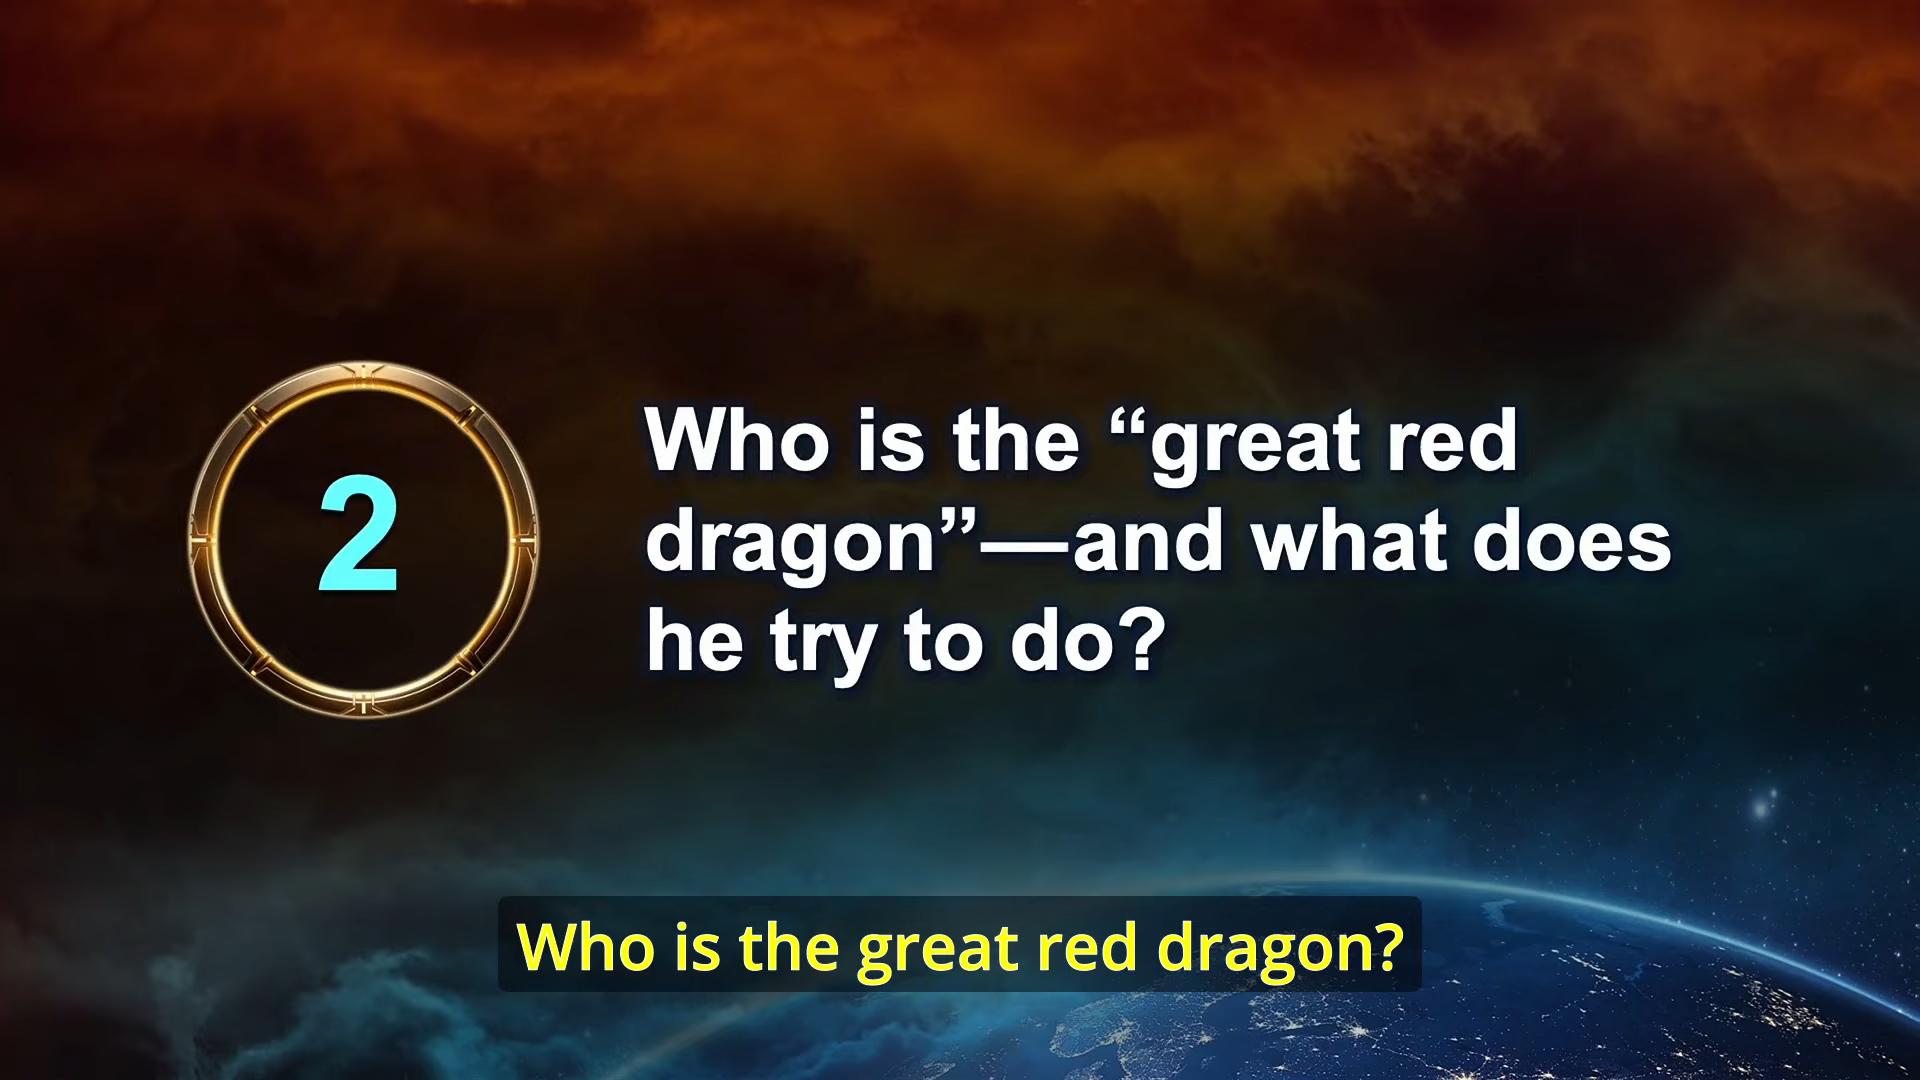 2
Who is the “great red
dragon”—and what does
he try to do?
Who is the great red dragon?